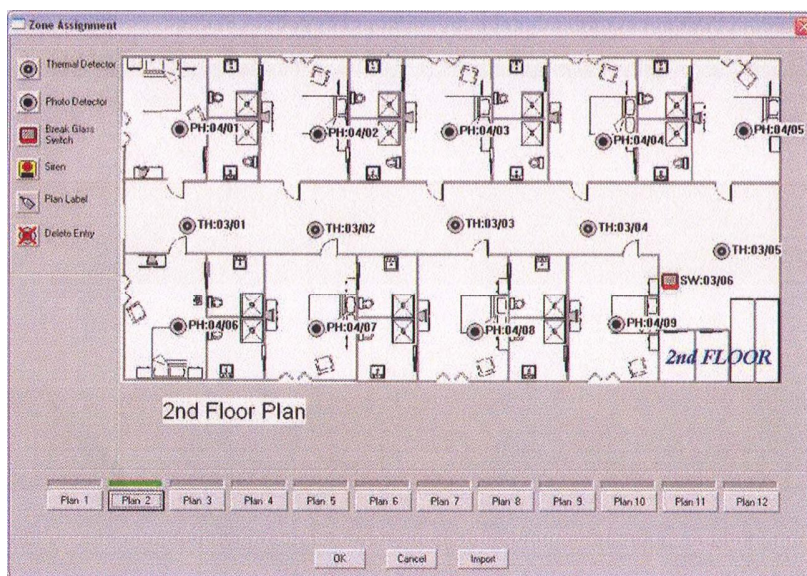 Zone Assignment
Thermal Detector
Photo Detector
Break Glass
Switch
Siren
Plan Label
Delete Entry
PH:04/01
PH:04/02
PH:04/03
PH:04/04
PH:04/05
TH:03/01
TH:03/02
TH:03/03
TH:03/04
TH:03/05
SW:03/06
PH:04/06
PH:04/07
PH:04/08
PH:04/09
2nd FLOOR
2nd Floor Plan
Plan 1
Plan 2
Plan 3
Plan 4
Plan 5
Plan 6
Plan 7
Plan 8
Plan 9
Plan 10
Plan 11
Plan 12
OK
Cancel
Import